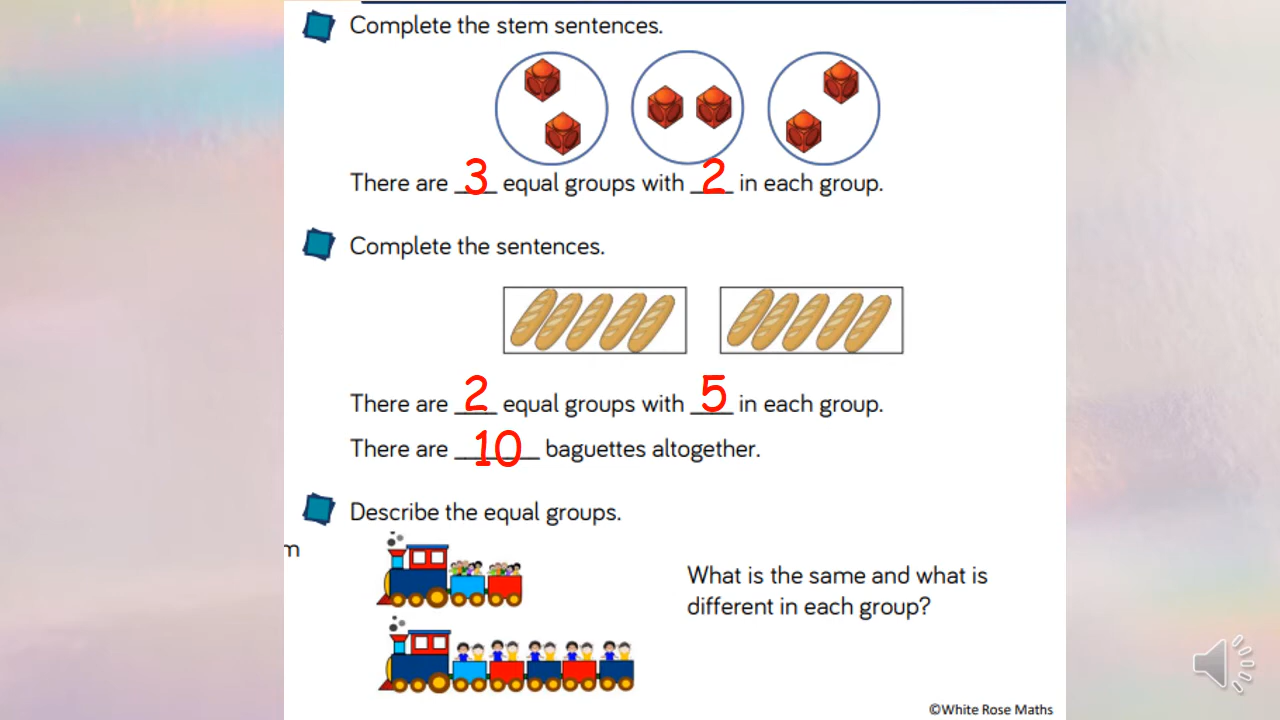 Complete the stem sentences.
There are 3 equal groups with 2 in each group.
Complete the sentences.
There are 2 equal groups with 5 in each group.
There are 10 baguettes altogether.
Describe the equal groups.
m
What is the same and what is
different in each group?
©White Rose Maths